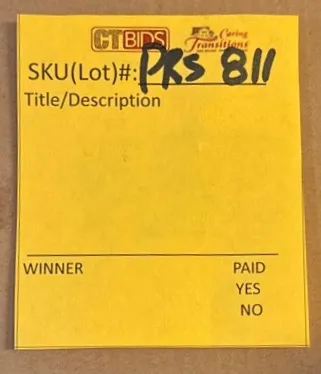 CTBIDS Caring Transitions
SKU(Lot)#: PRS 811
Title/Description
WINNER PAID
YES
NO